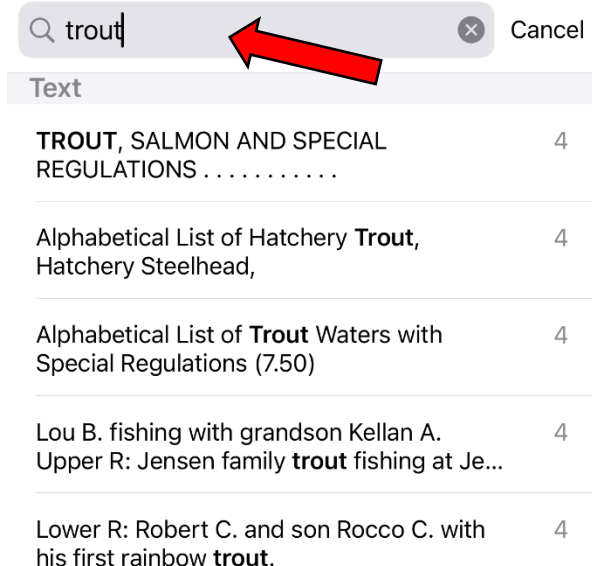 trout Cancel
Text
TROUT, SALMON AND SPECIAL 4
REGULATIONS . . . . . . . . . . .
Alphabetical List of Hatchery Trout, 4
Hatchery Steelhead,
Alphabetical List of Trout Waters with 4
Special Regulations (7.50)
Lou B. fishing with grandson Kellan A. 4
Upper R: Jensen family trout fishing at Je...
Lower R: Robert C. and son Rocco C. with 4
his first rainbow trout.